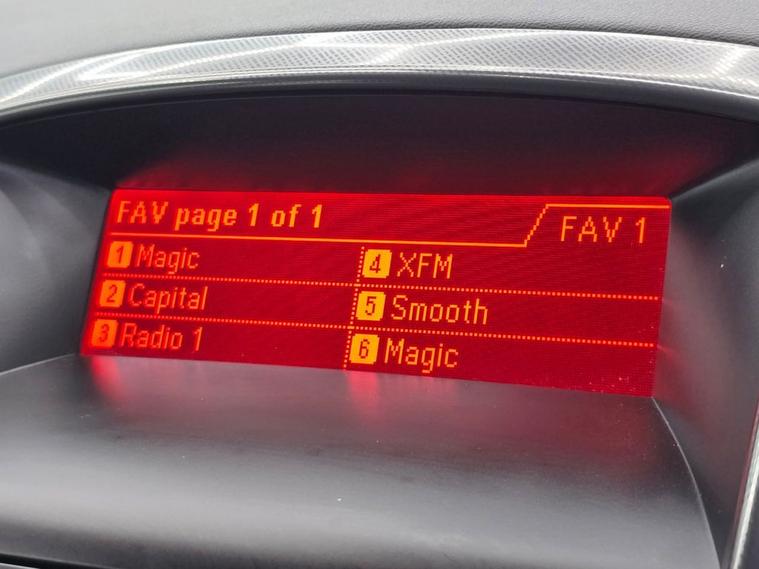 FAV page 1 of 1
FAV 1
1 Magic
2 Capital
3 Radio 1
4 XFM
5 Smooth
6 Magic